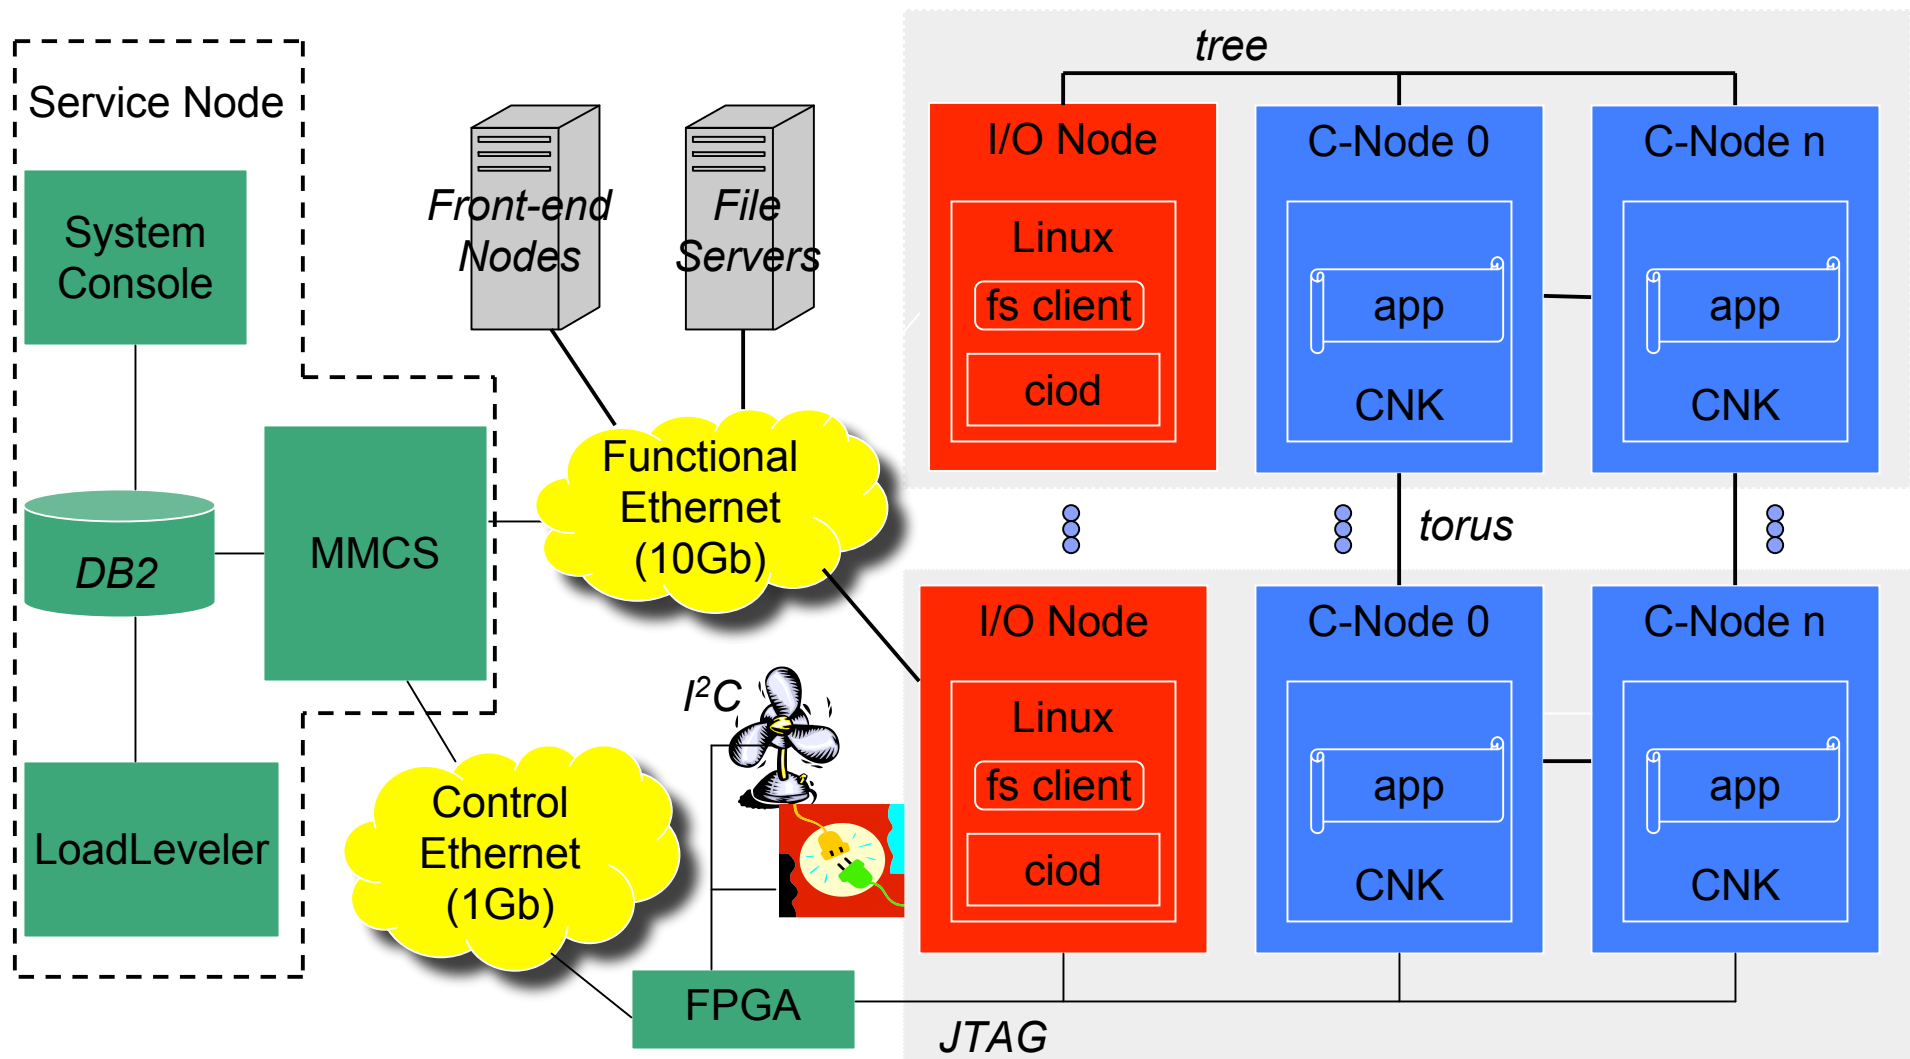 Service Node
System
Console
DB2
MMCS
LoadLeveler
Front-end
Nodes
File
Servers
Functional
Ethernet
(10Gb)
Control
Ethernet
(1Gb)
I²C
FPGA
JTAG
tree
I/O Node
Linux
fs client
ciod
C-Node 0
app
CNK
C-Node n
app
CNK
torus
I/O Node
Linux
fs client
ciod
C-Node 0
app
CNK
C-Node n
app
CNK